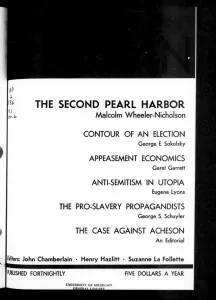 THE SECOND PEARL HARBOR
Malcolm Wheeler-Nicholson
CONTOUR OF AN ELECTION
George E. Sokolsky
APPEASEMENT ECONOMICS
Garet Garrett
ANTI-SEMITISM IN UTOPIA
Eugene Lyons
THE PRO-SLAVERY PROPAGANDISTS
George S. Schuyler
THE CASE AGAINST ACHESON
An Editorial
John Chamberlain · Henry Hazlitt · Suzanne La Follette
PUBLISHED FORTNIGHTLY FIVE DOLLARS A YEAR
UNIVERSITY OF MICHIGAN
GENERAL LIBRARY